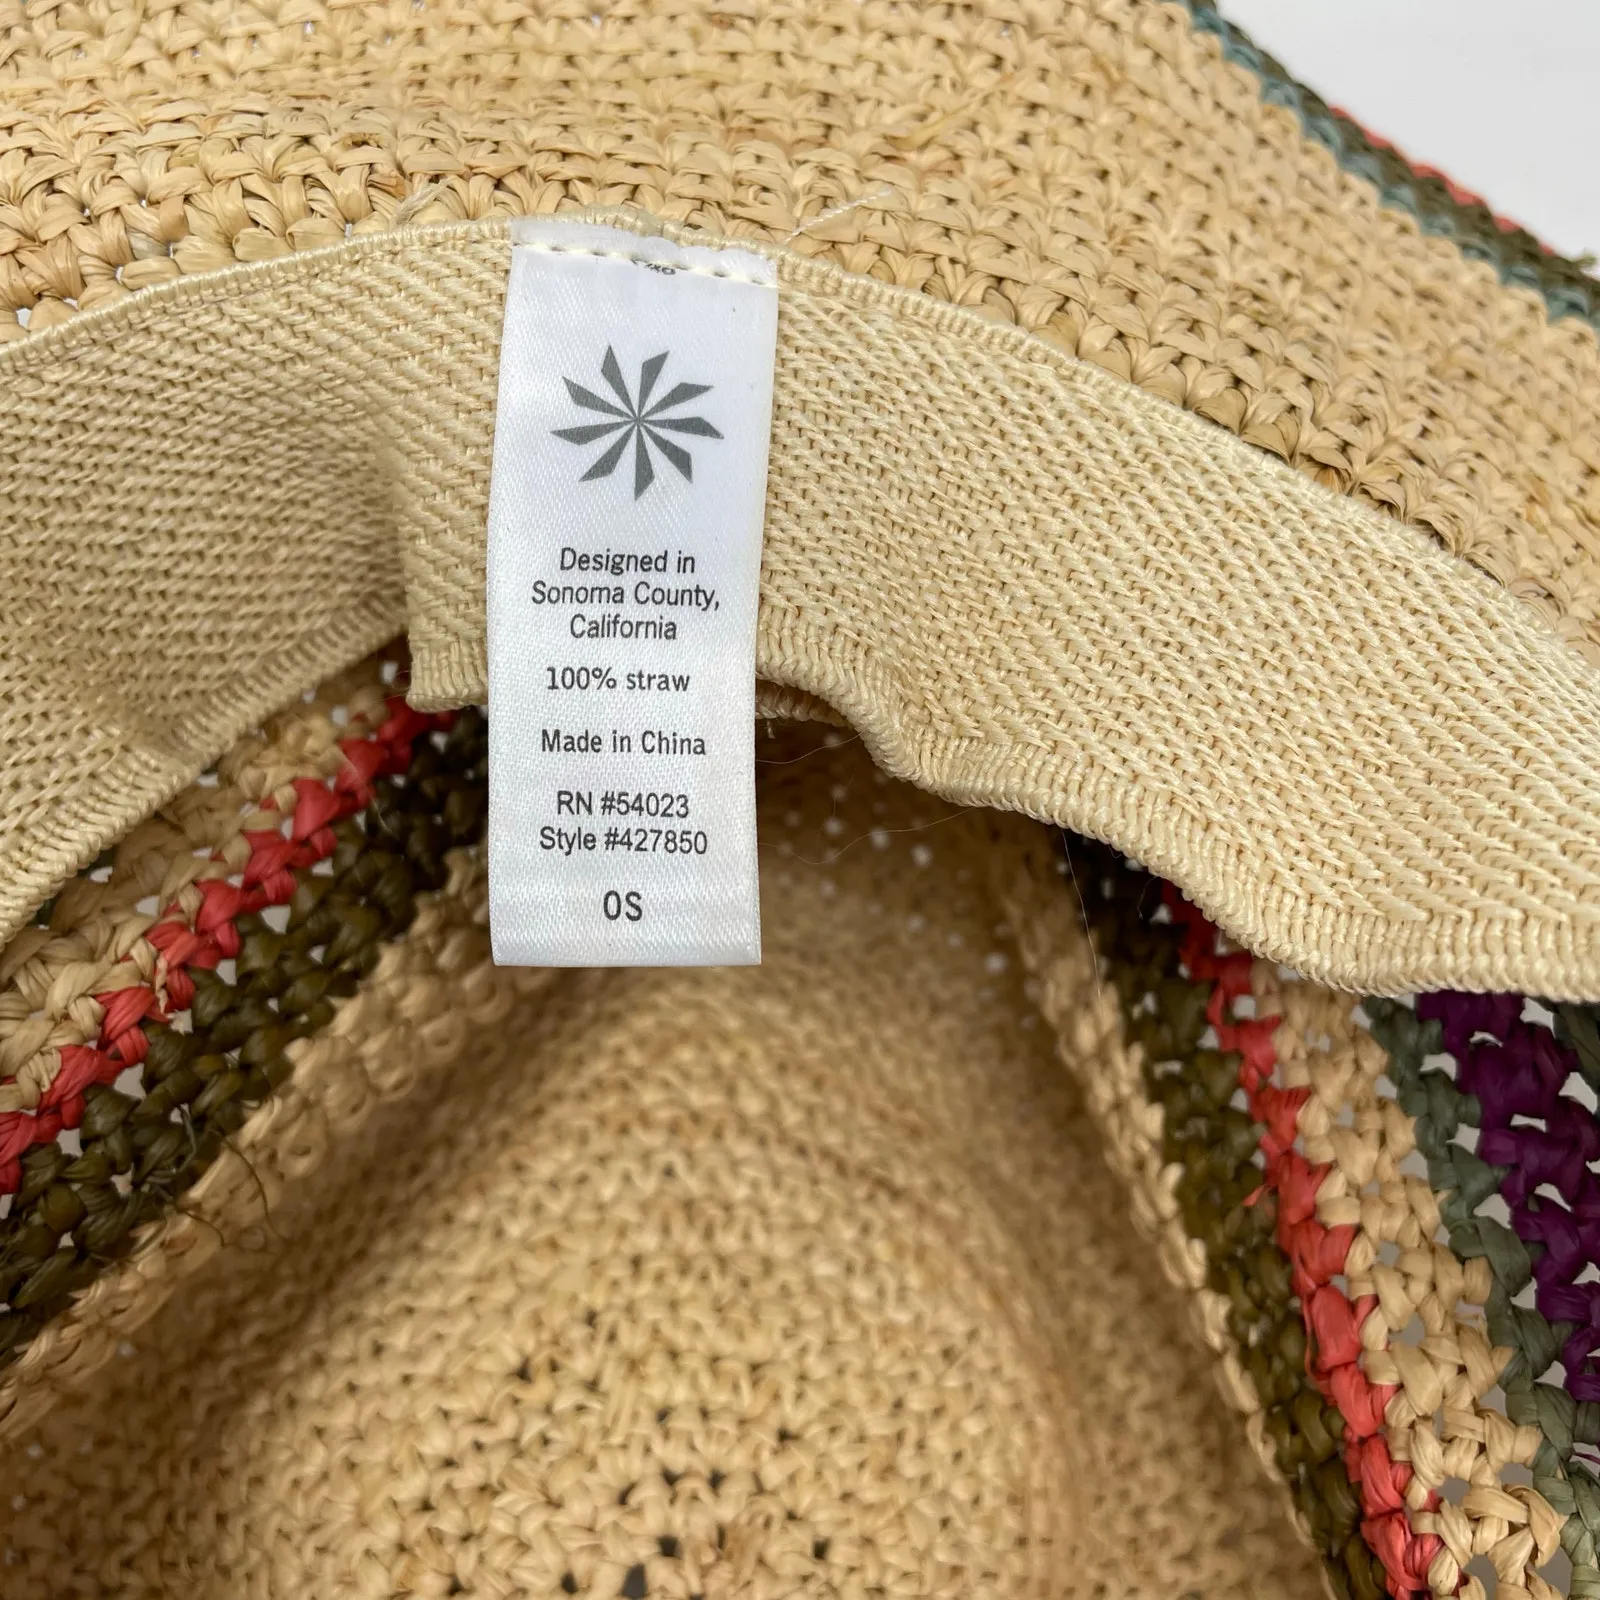 Designed in
Sonoma County,
California
100% straw
Made in China
RN #54023
Style #427850
OS